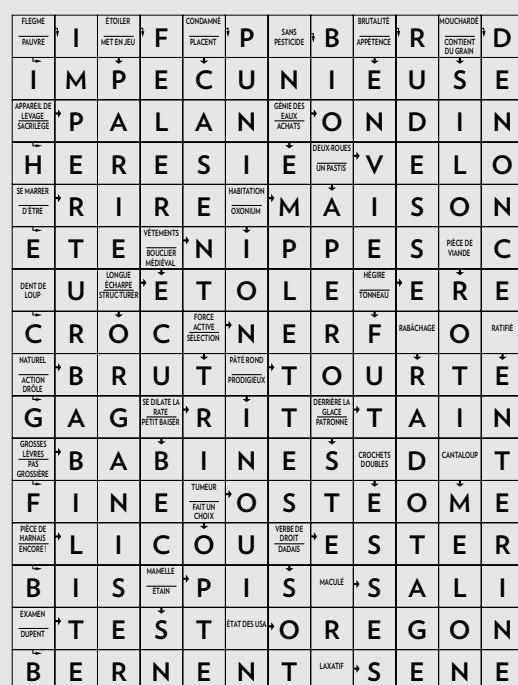 FLEGME PAUVRE I ÉTOILER MET EN JEU F CONDAMNÉ PLACENT P SANS PESTICIDE B BRUTALITÉ APPÉTENCE R MOUCHARDÉ CONTIENT DU GRAIN D
I M P E C U N I E U S E
APPAREIL DE LEVAGE SACRILÈGE P A L A N GÉNIE DES EAUX ACHATS O N D I N
H E R E S I E DEUX-ROUES UN PASTIS V E L O
SE MARRER D'ÊTRE R I R E HABITATION OXONIUM M A I S O N
E T E VÊTEMENTS BOUCLIER MÉDIÉVAL N I P P E S PIÈCE DE VIANDE C
DENT DE LOUP U LONGUE ÉCHARPE STRUCTURER E T O L E HÉGIRE TONNEAU E R E
C R O C FORCE ACTIVE SÉLECTION N E R F RABÂCHAGE O RATIFIÉ
NATUREL ACTION DRÔLE B R U T PÂTÉ ROND PRODIGIEUX T O U R T E
G A G SE DILATE LA RATE PETIT BAISER R I T DERRIÈRE LA GLACE PATRONNE T A I N
GROSSES LÈVRES PAS GROSSIÈRE B A B I N E S CROCHETS DOUBLES D CANTALOUP T
F I N E TUMEUR FAIT UN CHOIX O S T E O M E
PIÈCE DE HARNAIS ENCORE ! L I C O U VERBE DE DROIT DADAIS E S T E R
B I S MAMELLE ETAIN P I S MACULÉ S A L I
EXAMEN DUPENT T E S T ÉTAT DES USA O R E G O N
B E R N E N T LAXATIF S E N E